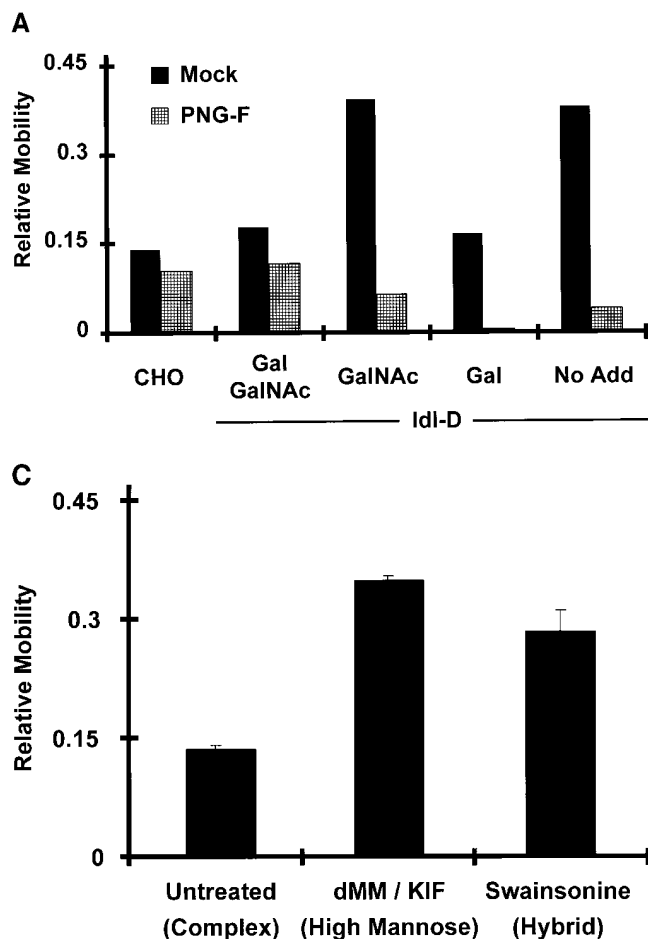 A
0.45
0.3
0.15
0
Relative Mobility
Mock
PNG-F
CHO
Gal
GalNAc
GalNAc
Gal
No Add
ldl-D
C
0.45
0.3
0.15
0
Relative Mobility
Untreated
(Complex)
dMM / KIF
(High Mannose)
Swainsonine
(Hybrid)